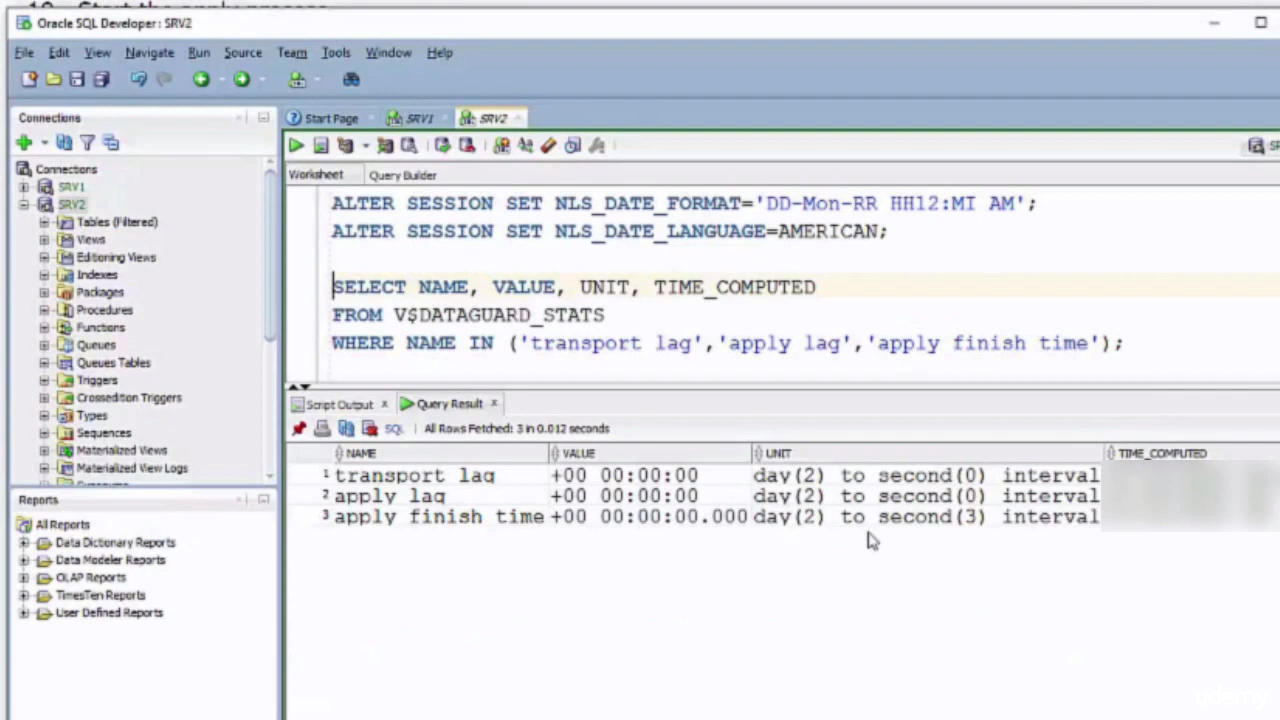 10. Start the apply process
Oracle SQL Developer : SRV2
File Edit View Navigate Run Source Team Tools Window Help
Connections
Start Page
SRV1
SRV2
Connections
SRV1
SRV2
Tables (Filtered)
Views
Editioning Views
Indexes
Packages
Procedures
Functions
Queues
Queues Tables
Triggers
Crossedition Triggers
Types
Sequences
Materialized Views
Materialized View Logs
Reports
All Reports
Data Dictionary Reports
Data Modeler Reports
OLAP Reports
TimesTen Reports
User Defined Reports
Worksheet Query Builder
ALTER SESSION SET NLS_DATE_FORMAT='DD-Mon-RR HH12:MI AM';
ALTER SESSION SET NLS_DATE_LANGUAGE=AMERICAN;
SELECT NAME, VALUE, UNIT, TIME_COMPUTED
FROM V$DATAGUARD_STATS
WHERE NAME IN ('transport lag','apply lag','apply finish time');
Script Output x Query Result x
SQL | All Rows Fetched: 3 in 0.012 seconds
NAME VALUE UNIT TIME_COMPUTED
1 transport lag +00 00:00:00 day(2) to second(0) interval
2 apply lag +00 00:00:00 day(2) to second(0) interval
3 apply finish time +00 00:00:00.000 day(2) to second(3) interval
udemy